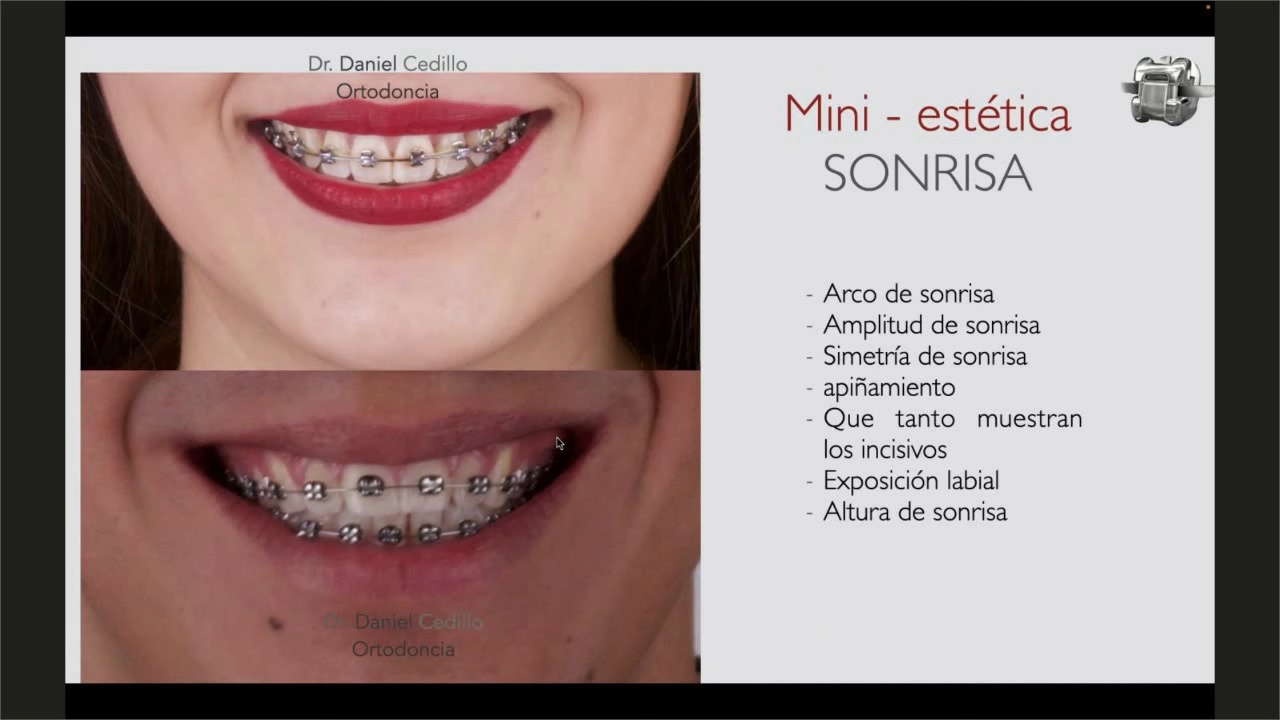 Dr. Daniel Cedillo
Ortodoncia
Mini - estética
SONRISA
- Arco de sonrisa
- Amplitud de sonrisa
- Simetría de sonrisa
- apiñamiento
- Que tanto muestran
los incisivos
- Exposición labial
- Altura de sonrisa
Dr. Daniel Cedillo
Ortodoncia